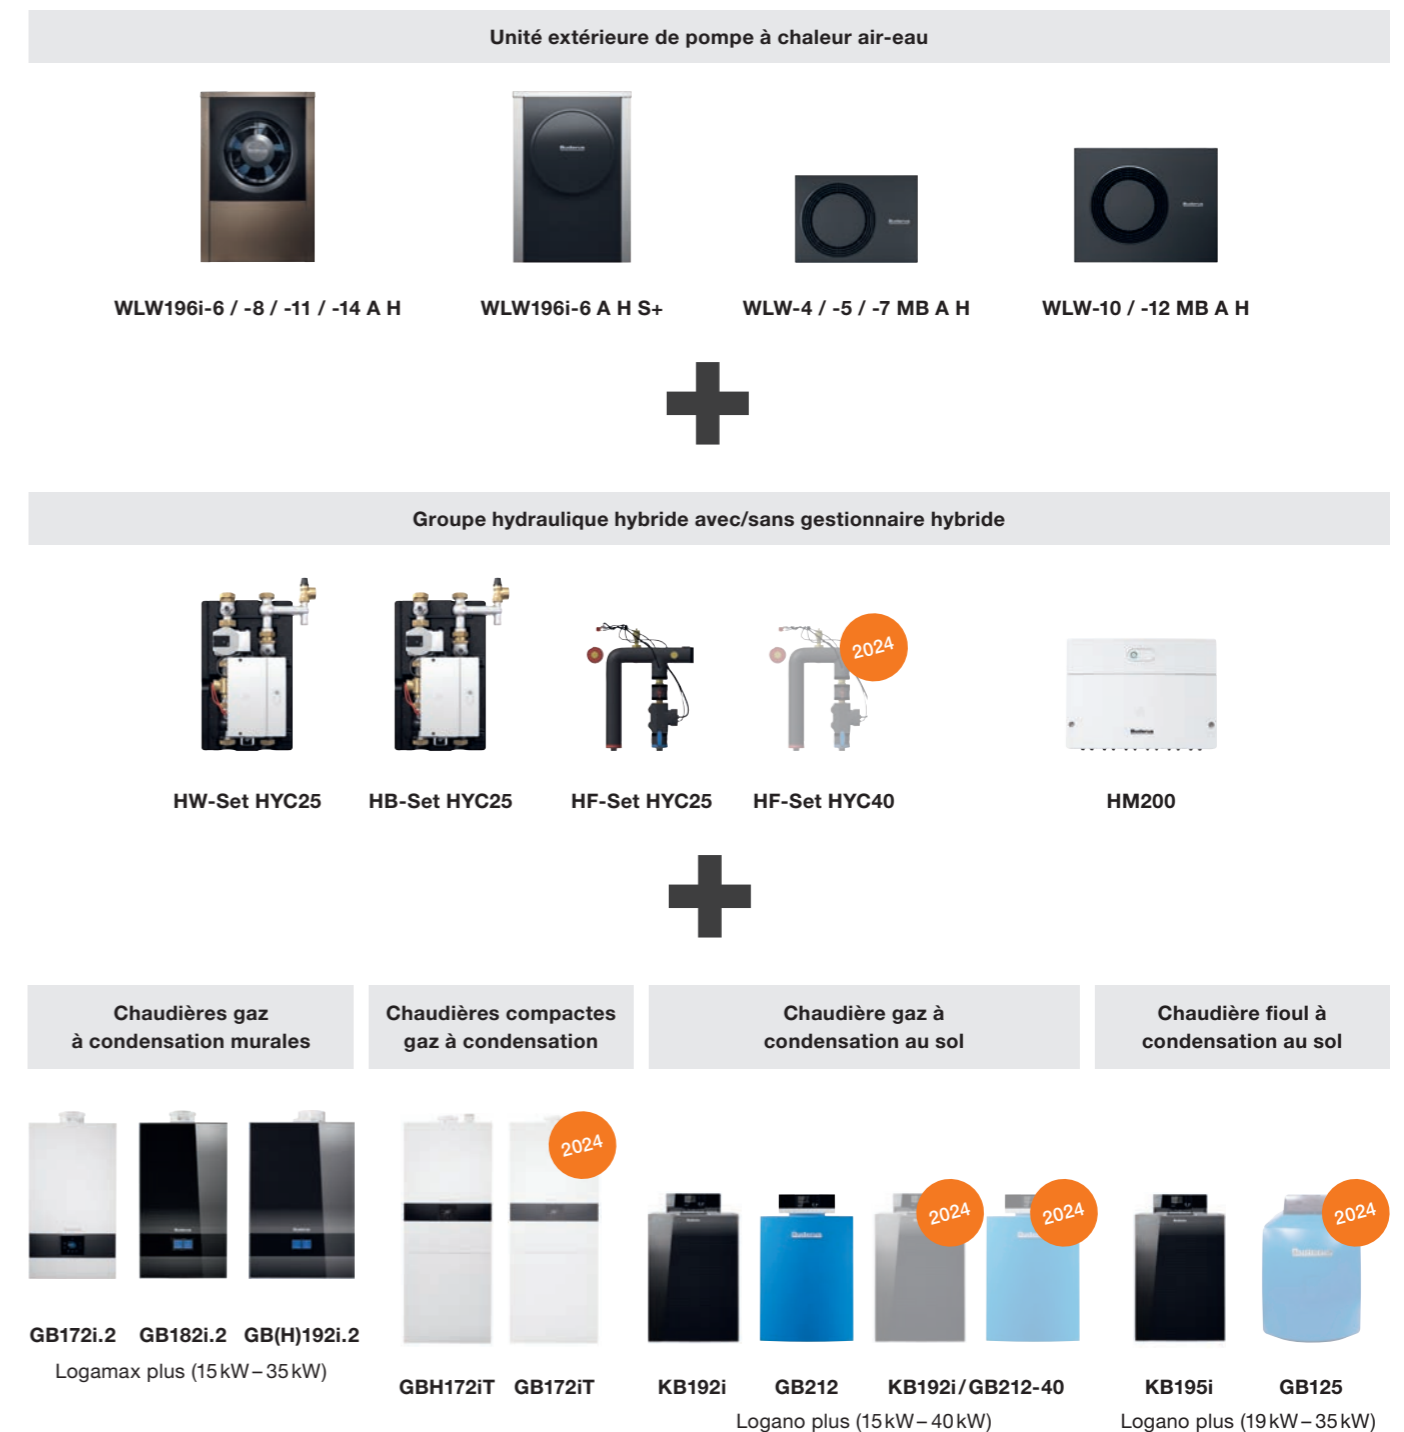 Unité extérieure de pompe à chaleur air-eau
WLW196i-6 / -8 / -11 / -14 A H
WLW196i-6 A H S+
WLW-4 / -5 / -7 MB A H
WLW-10 / -12 MB A H
Groupe hydraulique hybride avec/sans gestionnaire hybride
2024
Buderus
HW-Set HYC25
HB-Set HYC25
HF-Set HYC25
HF-Set HYC40
HM200
Chaudières gaz
à condensation murales
Chaudières compactes
gaz à condensation
Chaudière gaz à
condensation au sol
Chaudière fioul à
condensation au sol
2024
2024
2024
2024
Buderus
Buderus
Buderus
GB172i.2
GB182i.2
GB(H)192i.2
Logamax plus (15 kW – 35 kW)
GBH172iT
GB172iT
KB192i
GB212
KB192i/GB212-40
Logano plus (15 kW – 40 kW)
KB195i
GB125
Logano plus (19 kW – 35 kW)